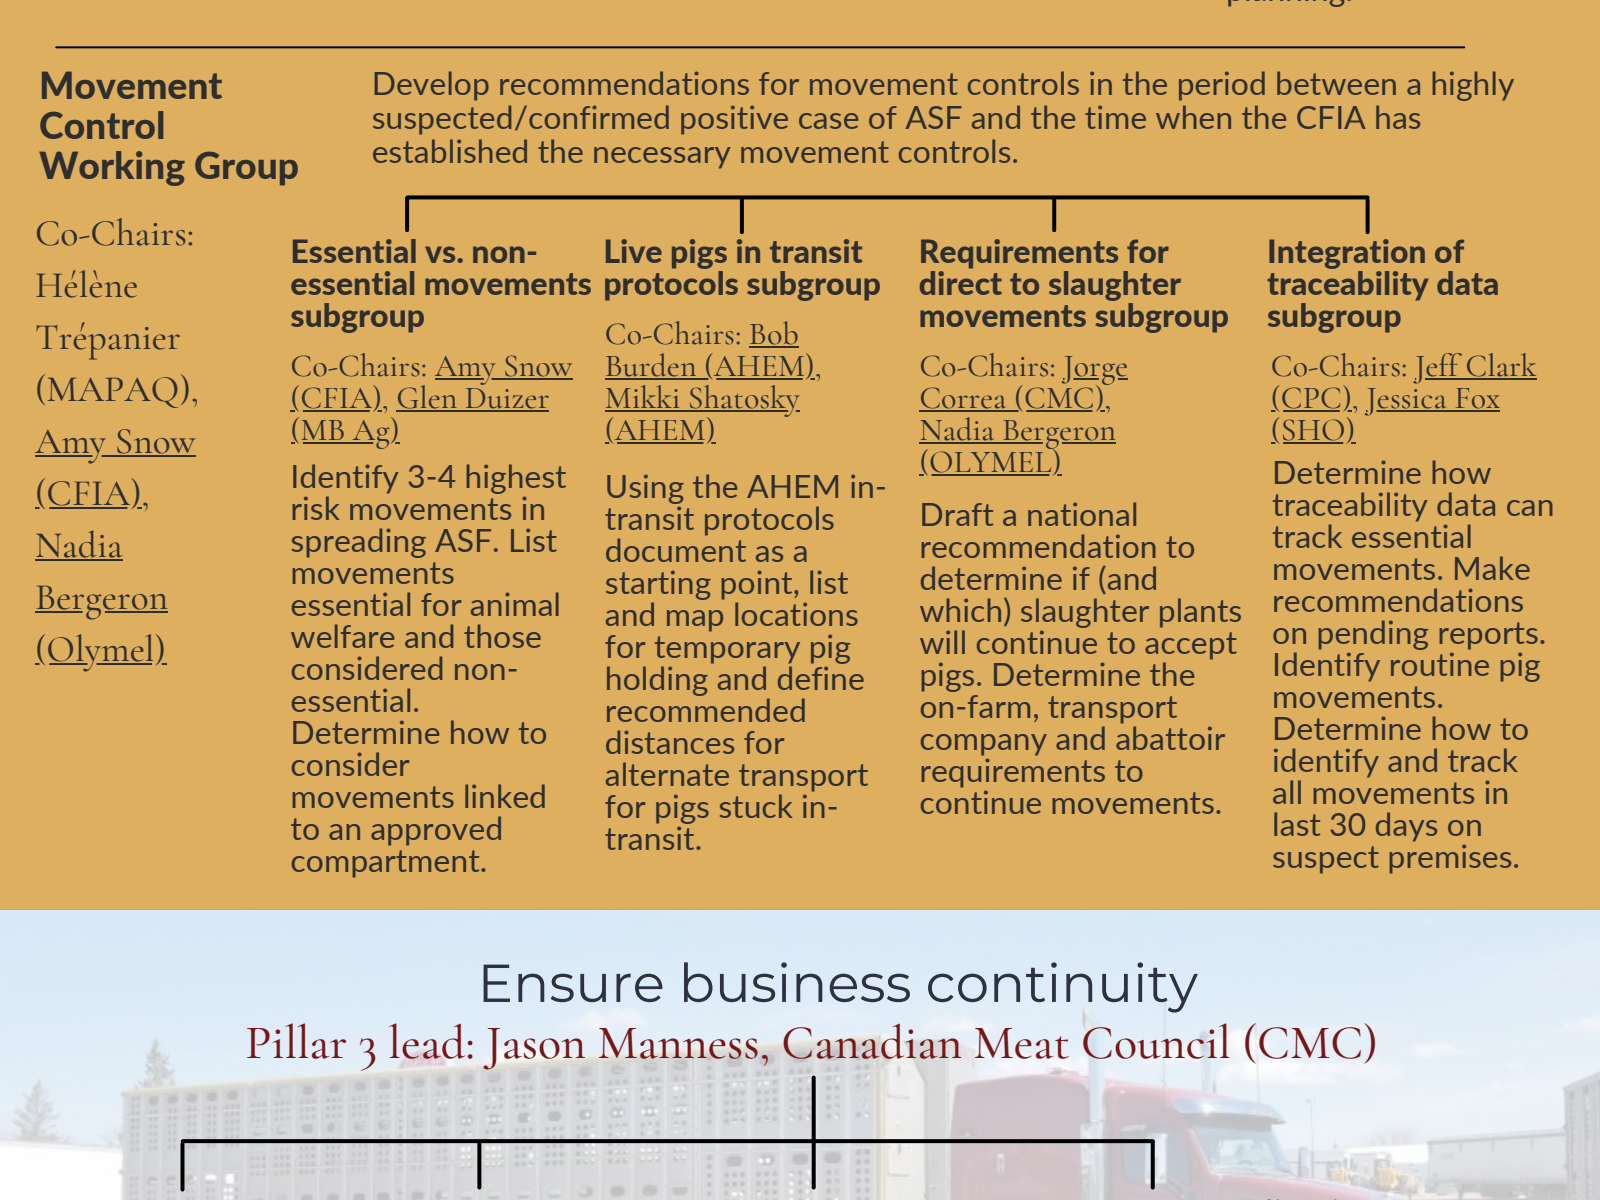 planning.
Movement
Control
Working Group
Develop recommendations for movement controls in the period between a highly
suspected/confirmed positive case of ASF and the time when the CFIA has
established the necessary movement controls.
Co-Chairs:
Hélène
Trépanier
(MAPAQ),
Amy Snow
(CFIA),
Nadia
Bergeron
(Olymel)
Essential vs. non-
essential movements
subgroup
Co-Chairs: Amy Snow
(CFIA), Glen Duizer
(MB Ag)
Identify 3-4 highest
risk movements in
spreading ASF. List
movements
essential for animal
welfare and those
considered non-
essential.
Determine how to
consider
movements linked
to an approved
compartment.
Live pigs in transit
protocols subgroup
Co-Chairs: Bob
Burden (AHEM),
Mikki Shatosky
(AHEM)
Using the AHEM in-
transit protocols
document as a
starting point, list
and map locations
for temporary pig
holding and define
recommended
distances for
alternate transport
for pigs stuck in-
transit.
Requirements for
direct to slaughter
movements subgroup
Co-Chairs: Jorge
Correa (CMC),
Nadia Bergeron
(OLYMEL)
Draft a national
recommendation to
determine if (and
which) slaughter plants
will continue to accept
pigs. Determine the
on-farm, transport
company and abattoir
requirements to
continue movements.
Integration of
traceability data
subgroup
Co-Chairs: Jeff Clark
(CPC), Jessica Fox
(SHO)
Determine how
traceability data can
track essential
movements. Make
recommendations
on pending reports.
Identify routine pig
movements.
Determine how to
identify and track
all movements in
last 30 days on
suspect premises.
Ensure business continuity
Pillar 3 lead: Jason Manness, Canadian Meat Council (CMC)